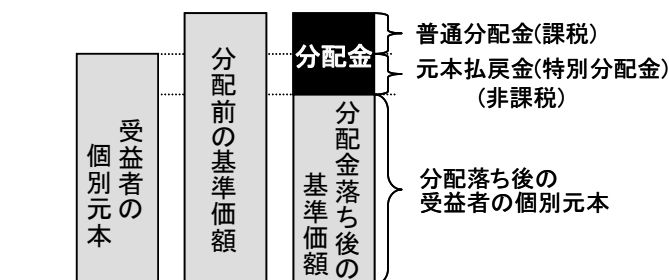 受益者の
個別元本
分配前の基準価額
分配金
分配金落ち後の
基準価額
普通分配金(課税)
元本払戻金(特別分配金)
(非課税)
分配落ち後の
受益者の個別元本